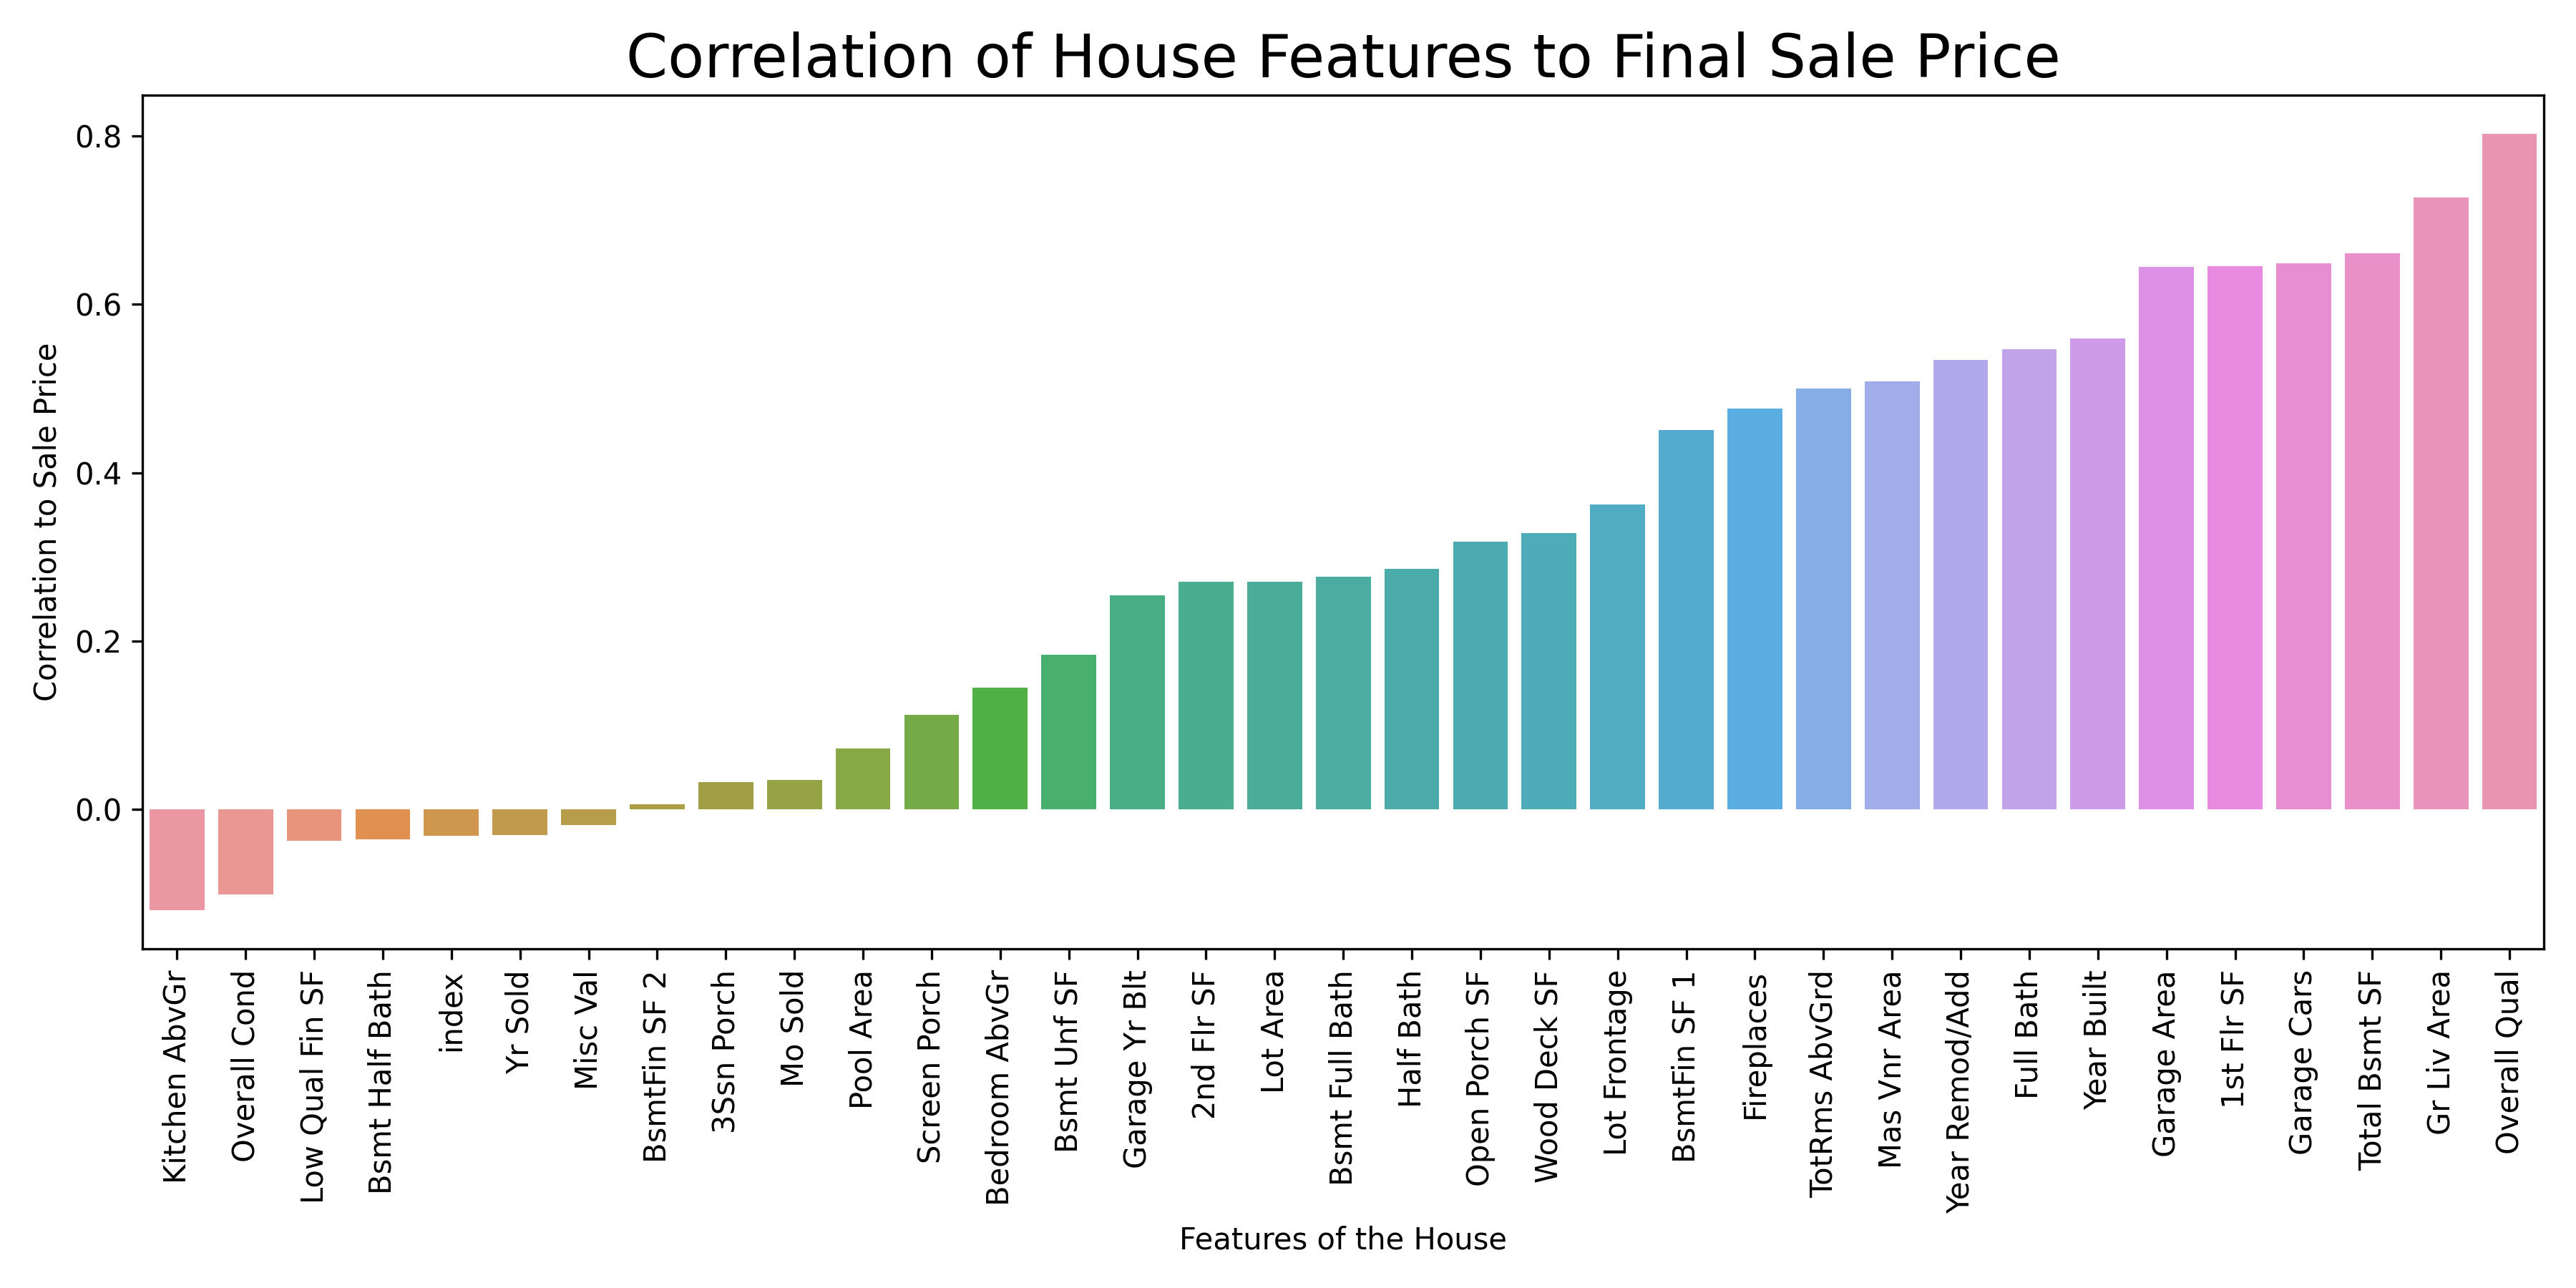 Correlation of House Features to Final Sale Price
Correlation to Sale Price
0.8
0.6
0.4
0.2
0.0
Kitchen AbvGr
Overall Cond
Low Qual Fin SF
Bsmt Half Bath
index
Yr Sold
Misc Val
BsmtFin SF 2
3Ssn Porch
Mo Sold
Pool Area
Screen Porch
Bedroom AbvGr
Bsmt Unf SF
Garage Yr Blt
2nd Flr SF
Lot Area
Bsmt Full Bath
Half Bath
Open Porch SF
Wood Deck SF
Lot Frontage
BsmtFin SF 1
Fireplaces
TotRms AbvGrd
Mas Vnr Area
Year Remod/Add
Full Bath
Year Built
Garage Area
1st Flr SF
Garage Cars
Total Bsmt SF
Gr Liv Area
Overall Qual
Features of the House